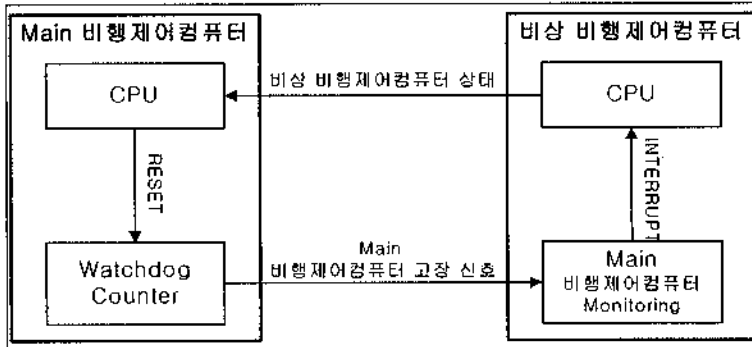 Main 비행제어컴퓨터
CPU
RESET
Watchdog
Counter
비상 비행제어컴퓨터 상태
Main
비행제어컴퓨터 고장 신호
비상 비행제어컴퓨터
CPU
INTERRUPT
Main
비행제어컴퓨터
Monitoring